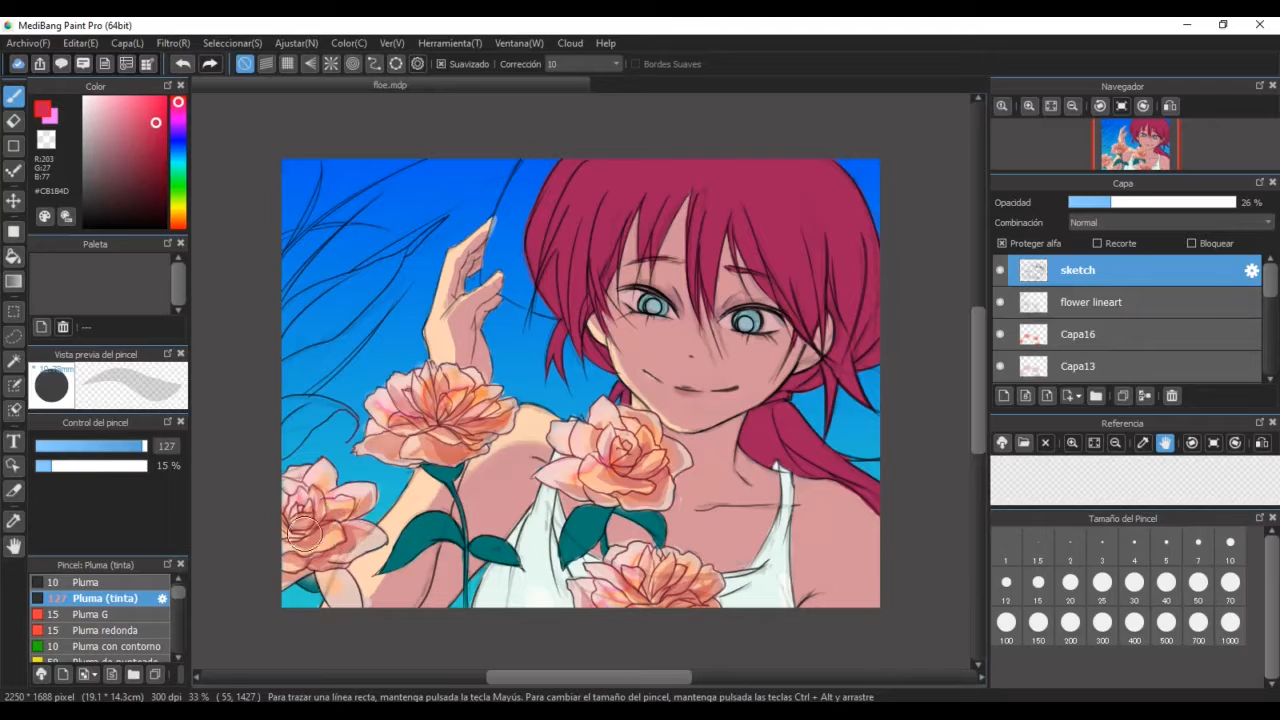 MediBang Paint Pro (64bit)
Archivo(F) Editar(E) Capa(L) Filtro(R) Seleccionar(S) Ajustar(N) Color(C) Ver(V) Herramienta(T) Ventana(W) Cloud Help
Suavizado Corrección 10 Bordes Suaves
floe.mdp
Color
R:203
G:27
B:77
#CB1B4D
Paleta
---
Vista previa del pincel
* 10.78mm
Control del pincel
127
15 %
Pincel: Pluma (tinta)
10 Pluma
127 Pluma (tinta)
15 Pluma G
15 Pluma redonda
10 Pluma con contorno
50 Pluma de punteado
Navegador
Capa
Opacidad 26 %
Combinación Normal
Proteger alfa Recorte Bloquear
sketch
flower lineart
Capa16
Capa13
Referencia
Tamaño del Pincel
1 1.5 2 3 4 5 7 10
12 15 20 25 30 40 50 70
100 150 200 300 400 500 700 1000
2250 * 1688 pixel (19.1 * 14.3cm) 300 dpi 33 % ( 55, 1427 ) Para trazar una línea recta, mantenga pulsada la tecla Mayús. Para cambiar el tamaño del pincel, mantenga pulsadas las teclas Ctrl + Alt y arrastre